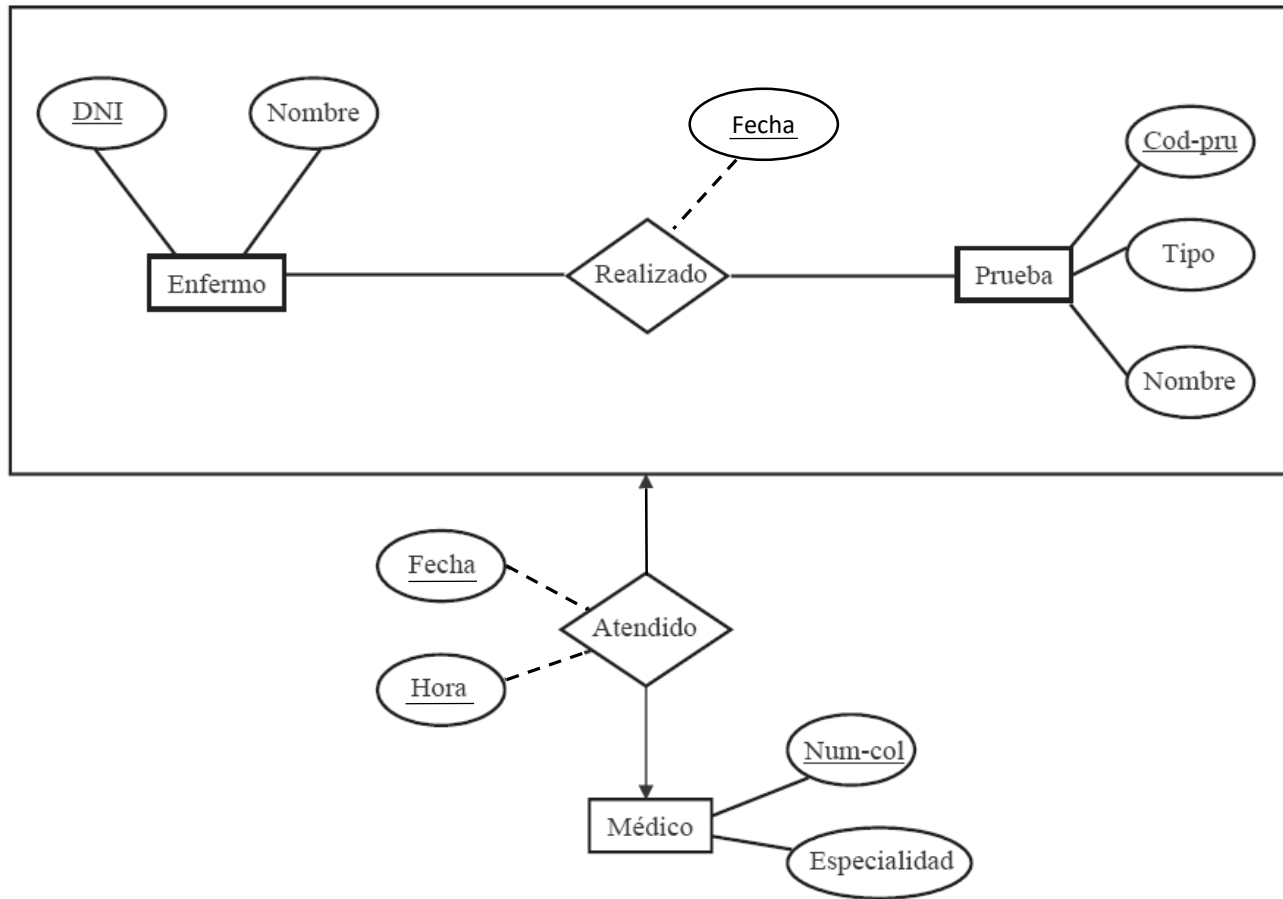 DNI
Nombre
Fecha
Cod-pru
Tipo
Enfermo
Realizado
Prueba
Nombre
Fecha
Atendido
Hora
Num-col
Médico
Especialidad